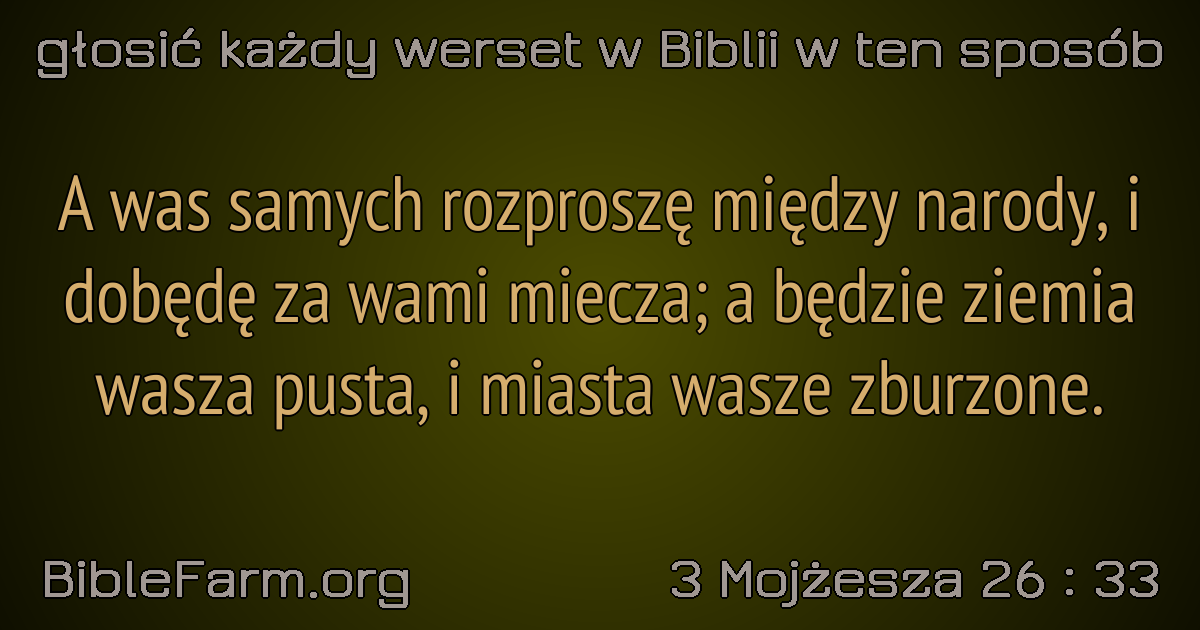 głosić każdy werset w Biblii w ten sposób
A was samych rozproszę między narody, i
dobędę za wami miecza; a będzie ziemia
wasza pusta, i miasta wasze zburzone.
BibleFarm.org
3 Mojżesza 26 : 33